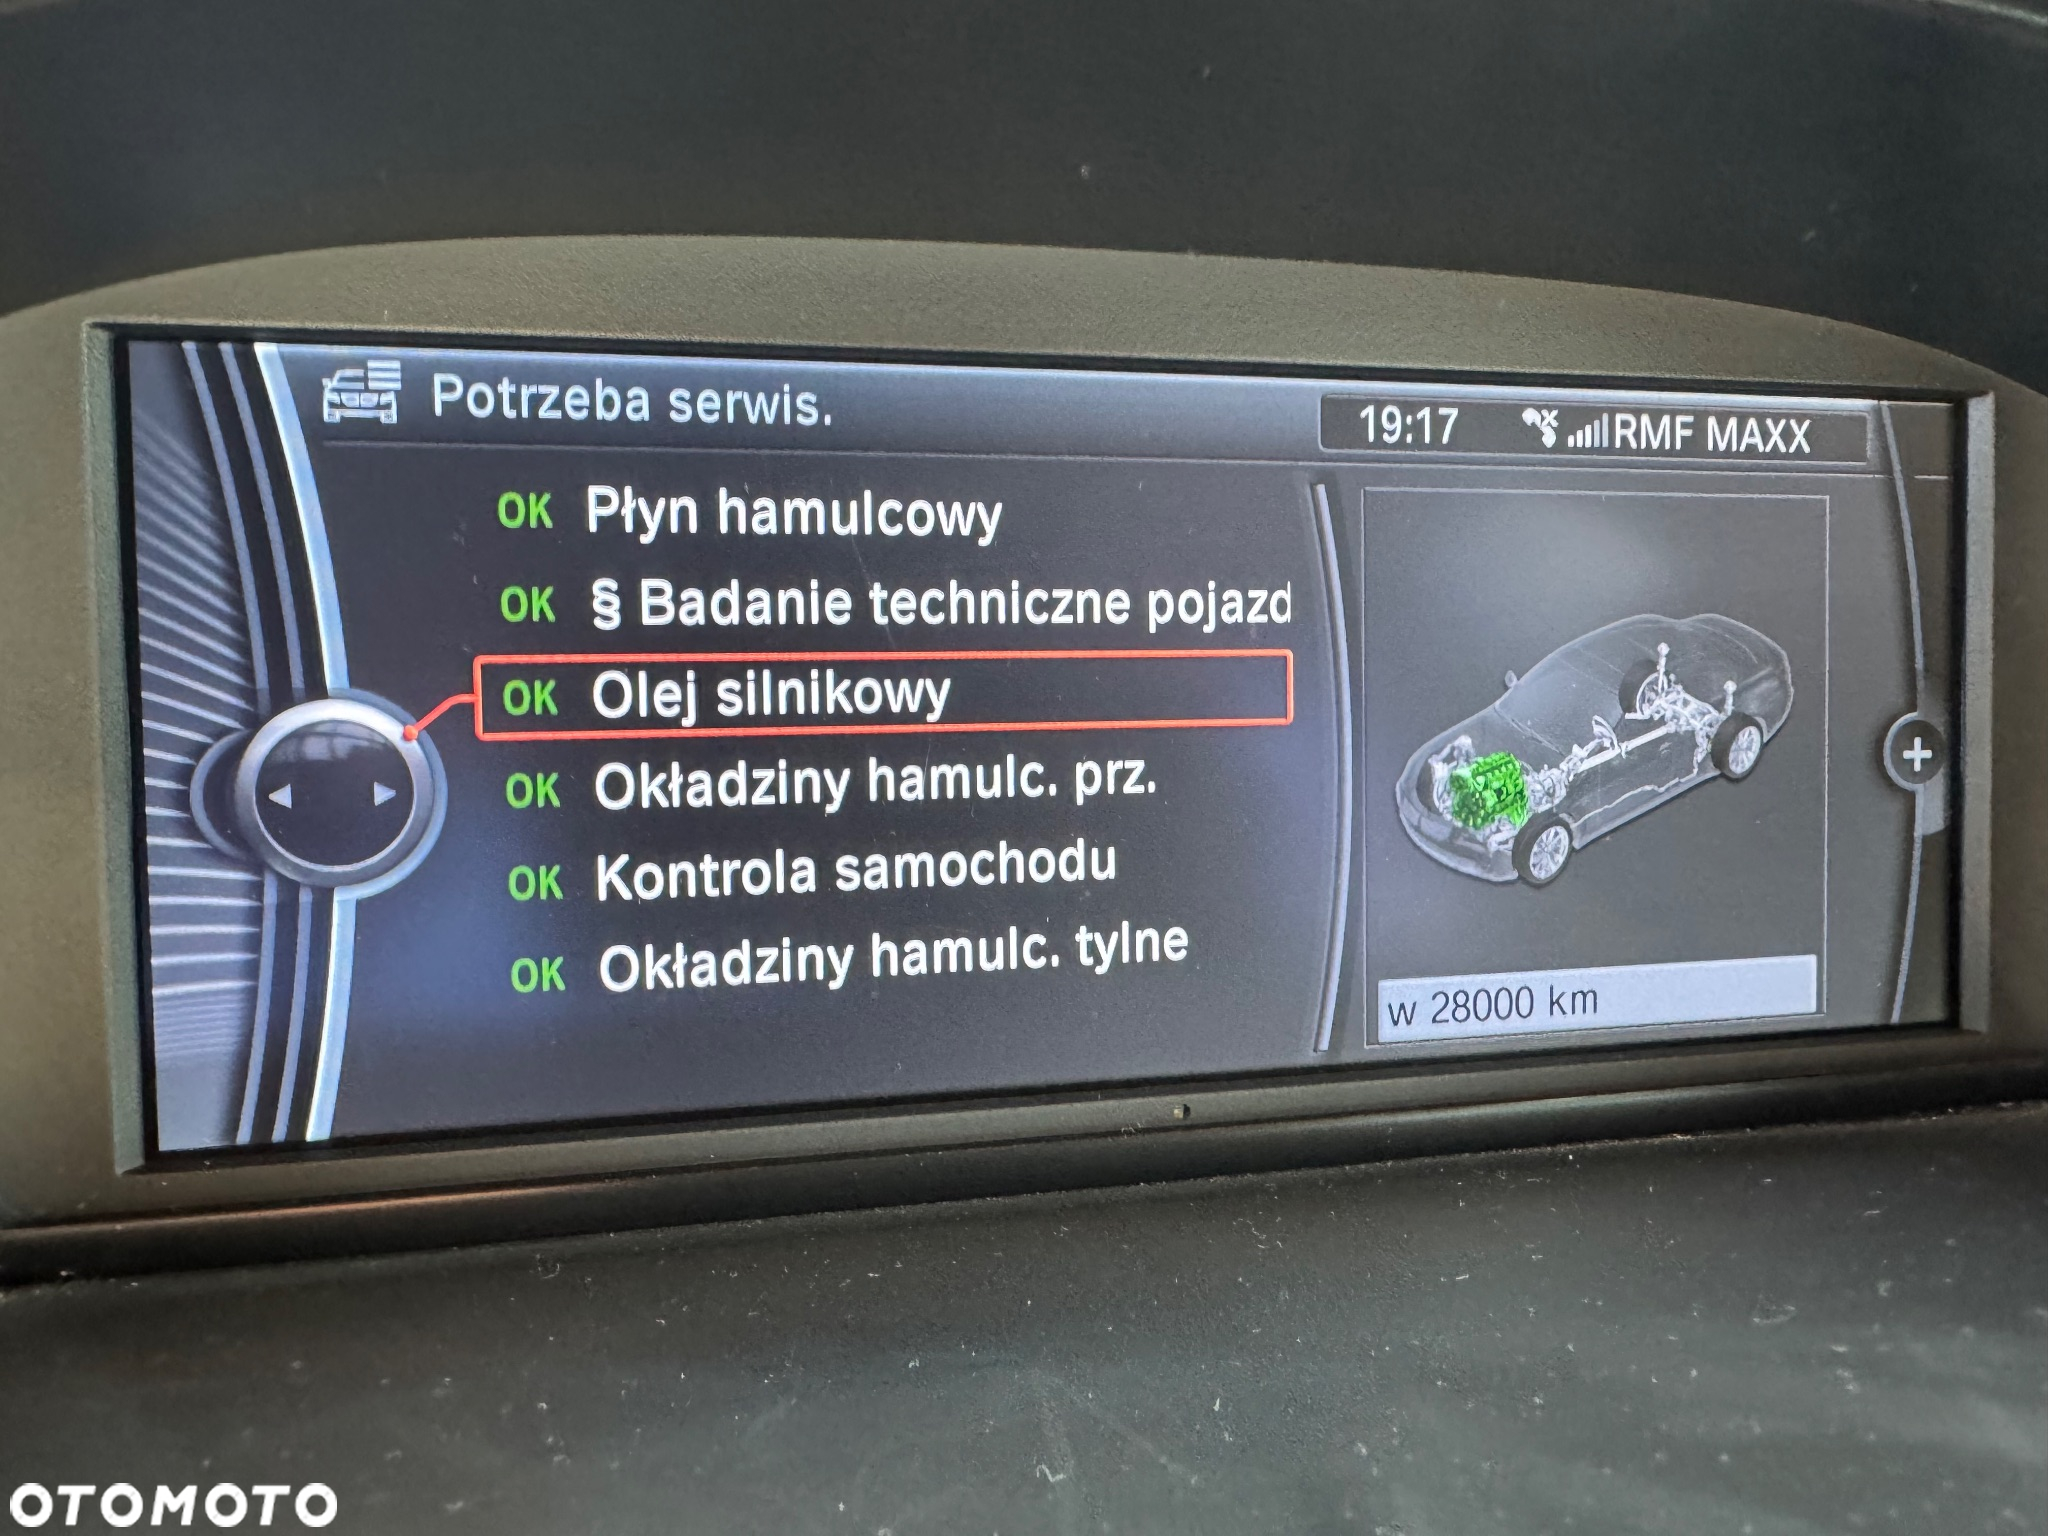 Potrzeba serwis.
19:17 RMF MAXX
OK Płyn hamulcowy
OK § Badanie techniczne pojazd
OK Olej silnikowy
OK Okładziny hamulc. prz.
OK Kontrola samochodu
OK Okładziny hamulc. tylne
w 28000 km
OTOMOTO